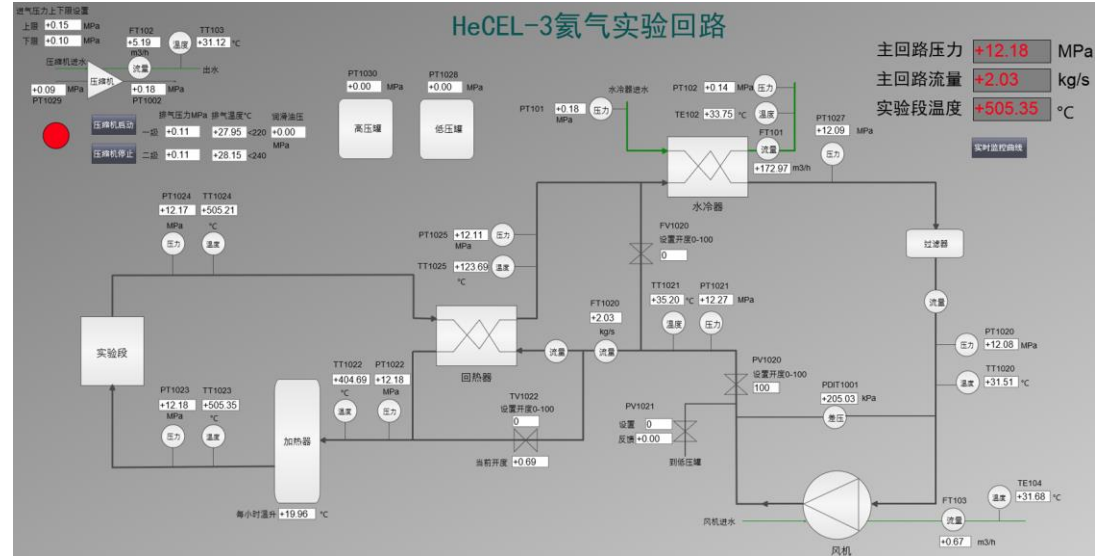 HeCEL-3氦气实验回路
进气压力上下限设置
上限 +0.15 MPa
下限 +0.10 MPa
FT102
+5.19
m3/h
流量
TT103
温度 +31.12 ℃
压缩机进水
出水
压缩机
+0.09 MPa
PT1029
+0.18 MPa
PT1002
压缩机启动
压缩机停止
排气压力MPa 排气温度℃ 润滑油压
一级 +0.11 +27.95 <220 +0.00
MPa
二级 +0.11 +28.15 <240
PT1030
+0.00 MPa
高压罐
PT1028
+0.00 MPa
低压罐
水冷器进水
PT101 +0.18 压力
MPa
PT102 +0.14 MPa 压力
TE102 +33.75 ℃ 温度
FT101
流量
+172.97 m3/h
水冷器
PT1027
+12.09 MPa
压力
主回路压力 +12.18 MPa
主回路流量 +2.03 kg/s
实验段温度 +505.35 ℃
实时监控曲线
PT1024 TT1024
+12.17 +505.21
MPa ℃
压力 温度
PT1025 +12.11 压力
MPa
TT1025 +123.69 温度
℃
FV1020
设置开度0-100
0
过滤器
流量
TT1021 PT1021
+35.20 ℃ +12.27 MPa
温度 压力
FT1020
+2.03
kg/s
流量 流量
回热器
实验段
PT1020
压力 +12.08 MPa
TT1020
温度 +31.51 ℃
PV1020
设置开度0-100
100
PDIT1001
+205.03 kPa
差压
TT1022 PT1022
+404.69 +12.18
℃ MPa
温度 压力
TV1022
设置开度0-100
0
当前开度 +0.69
PV1021
设置 0
反馈 +0.00
到低压罐
PT1023 TT1023
+12.18 +505.35
MPa ℃
压力 温度
加热器
每小时温升 +19.96 ℃
风机进水
风机
FT103
流量
+0.67 m3/h
TE104
温度 +31.68 ℃